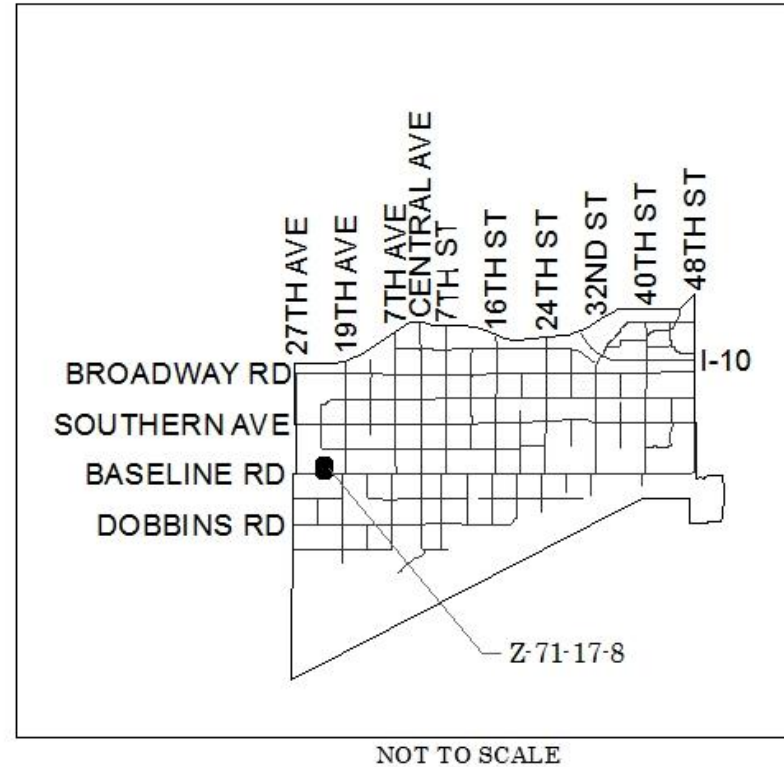 27TH AVE
19TH AVE
7TH AVE
CENTRAL AVE
7TH ST
16TH ST
24TH ST
32ND ST
40TH ST
48TH ST
I-10
BROADWAY RD
SOUTHERN AVE
BASELINE RD
DOBBINS RD
Z-71-17-8
NOT TO SCALE